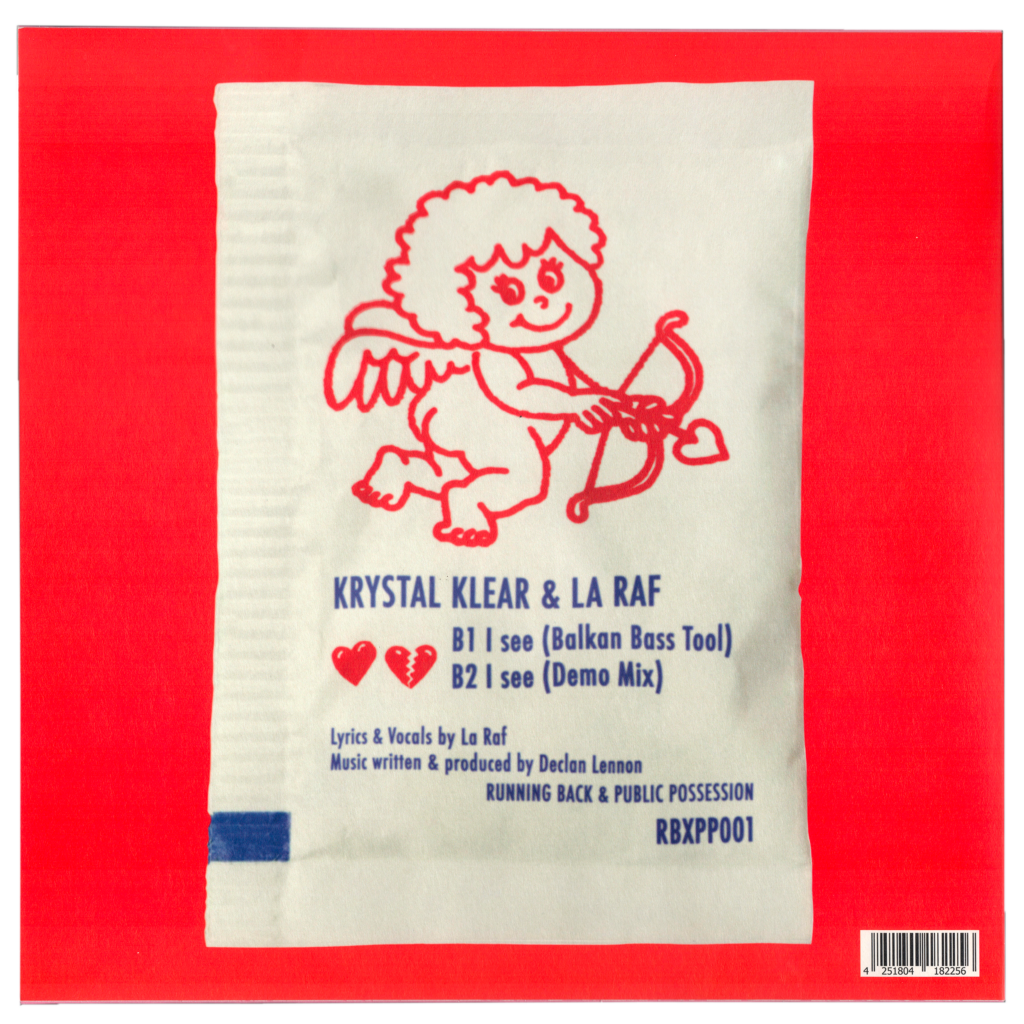 KRYSTAL KLEAR & LA RAF
B1 I see (Balkan Bass Tool)
B2 I see (Demo Mix)
Lyrics & Vocals by La Raf
Music written & produced by Declan Lennon
RUNNING BACK & PUBLIC POSSESSION
RBXPP001
4 251804 182256